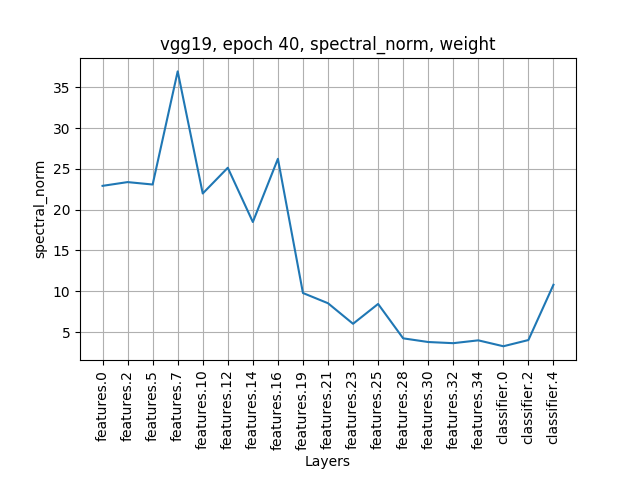 vgg19, epoch 40, spectral_norm, weight
spectral_norm
35
30
25
20
15
10
5
features.0
features.2
features.5
features.7
features.10
features.12
features.14
features.16
features.19
features.21
features.23
features.25
features.28
features.30
features.32
features.34
classifier.0
classifier.2
classifier.4
Layers